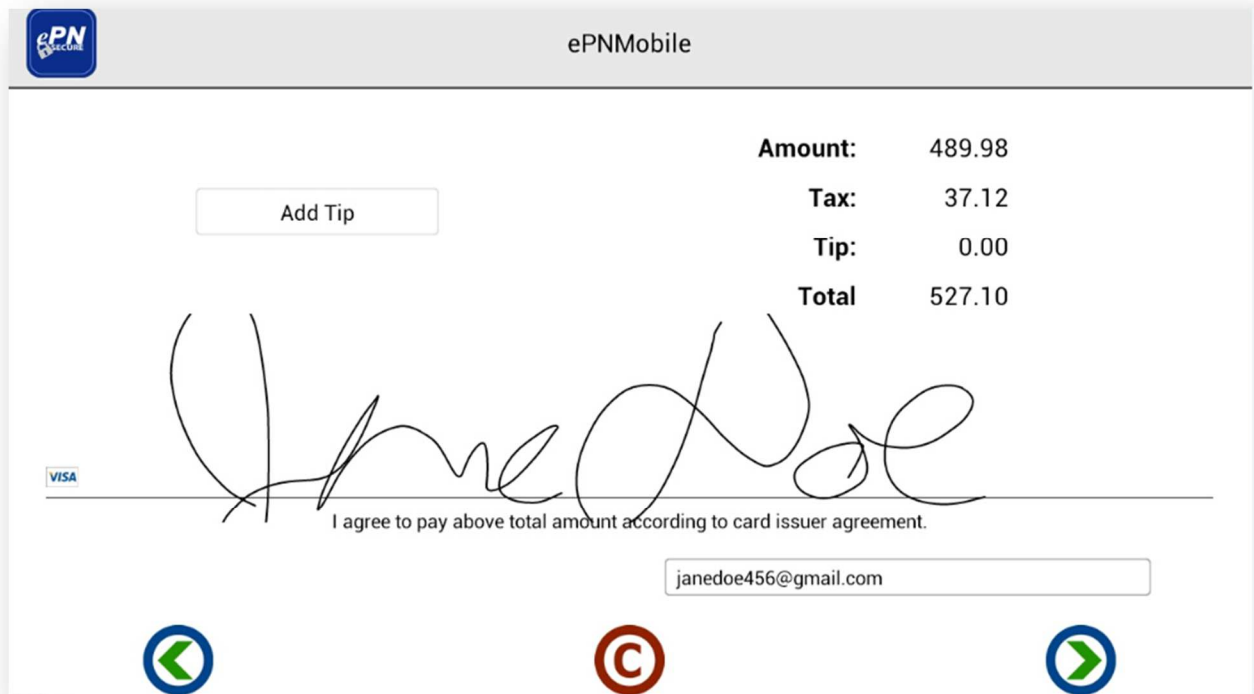 ePN
SECURE
ePNMobile
Amount: 489.98
Tax: 37.12
Add Tip
Tip: 0.00
Total 527.10
Jane Doe
VISA
I agree to pay above total amount according to card issuer agreement.
janedoe456@gmail.com
C